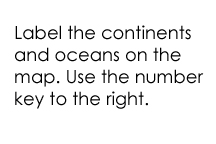 Label the continents
and oceans on the
map. Use the number
key to the right.